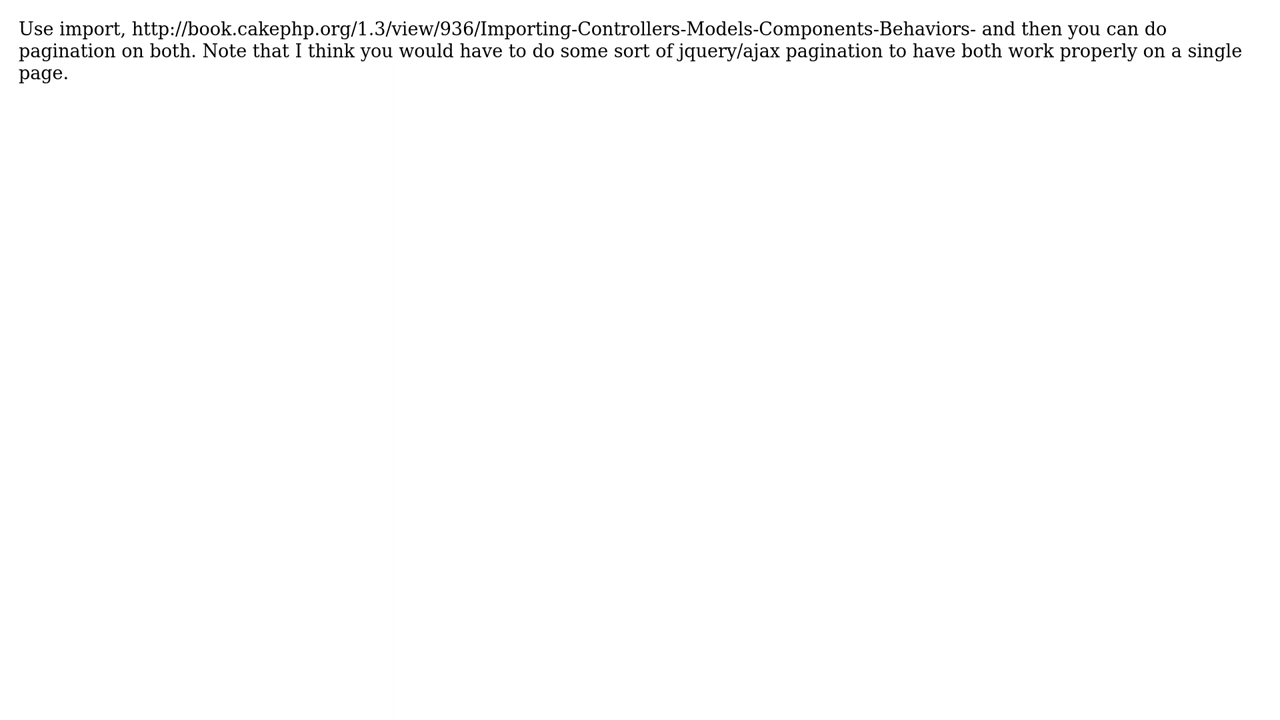 Use import, http://book.cakephp.org/1.3/view/936/Importing-Controllers-Models-Components-Behaviors- and then you can do
pagination on both. Note that I think you would have to do some sort of jquery/ajax pagination to have both work properly on a single
page.